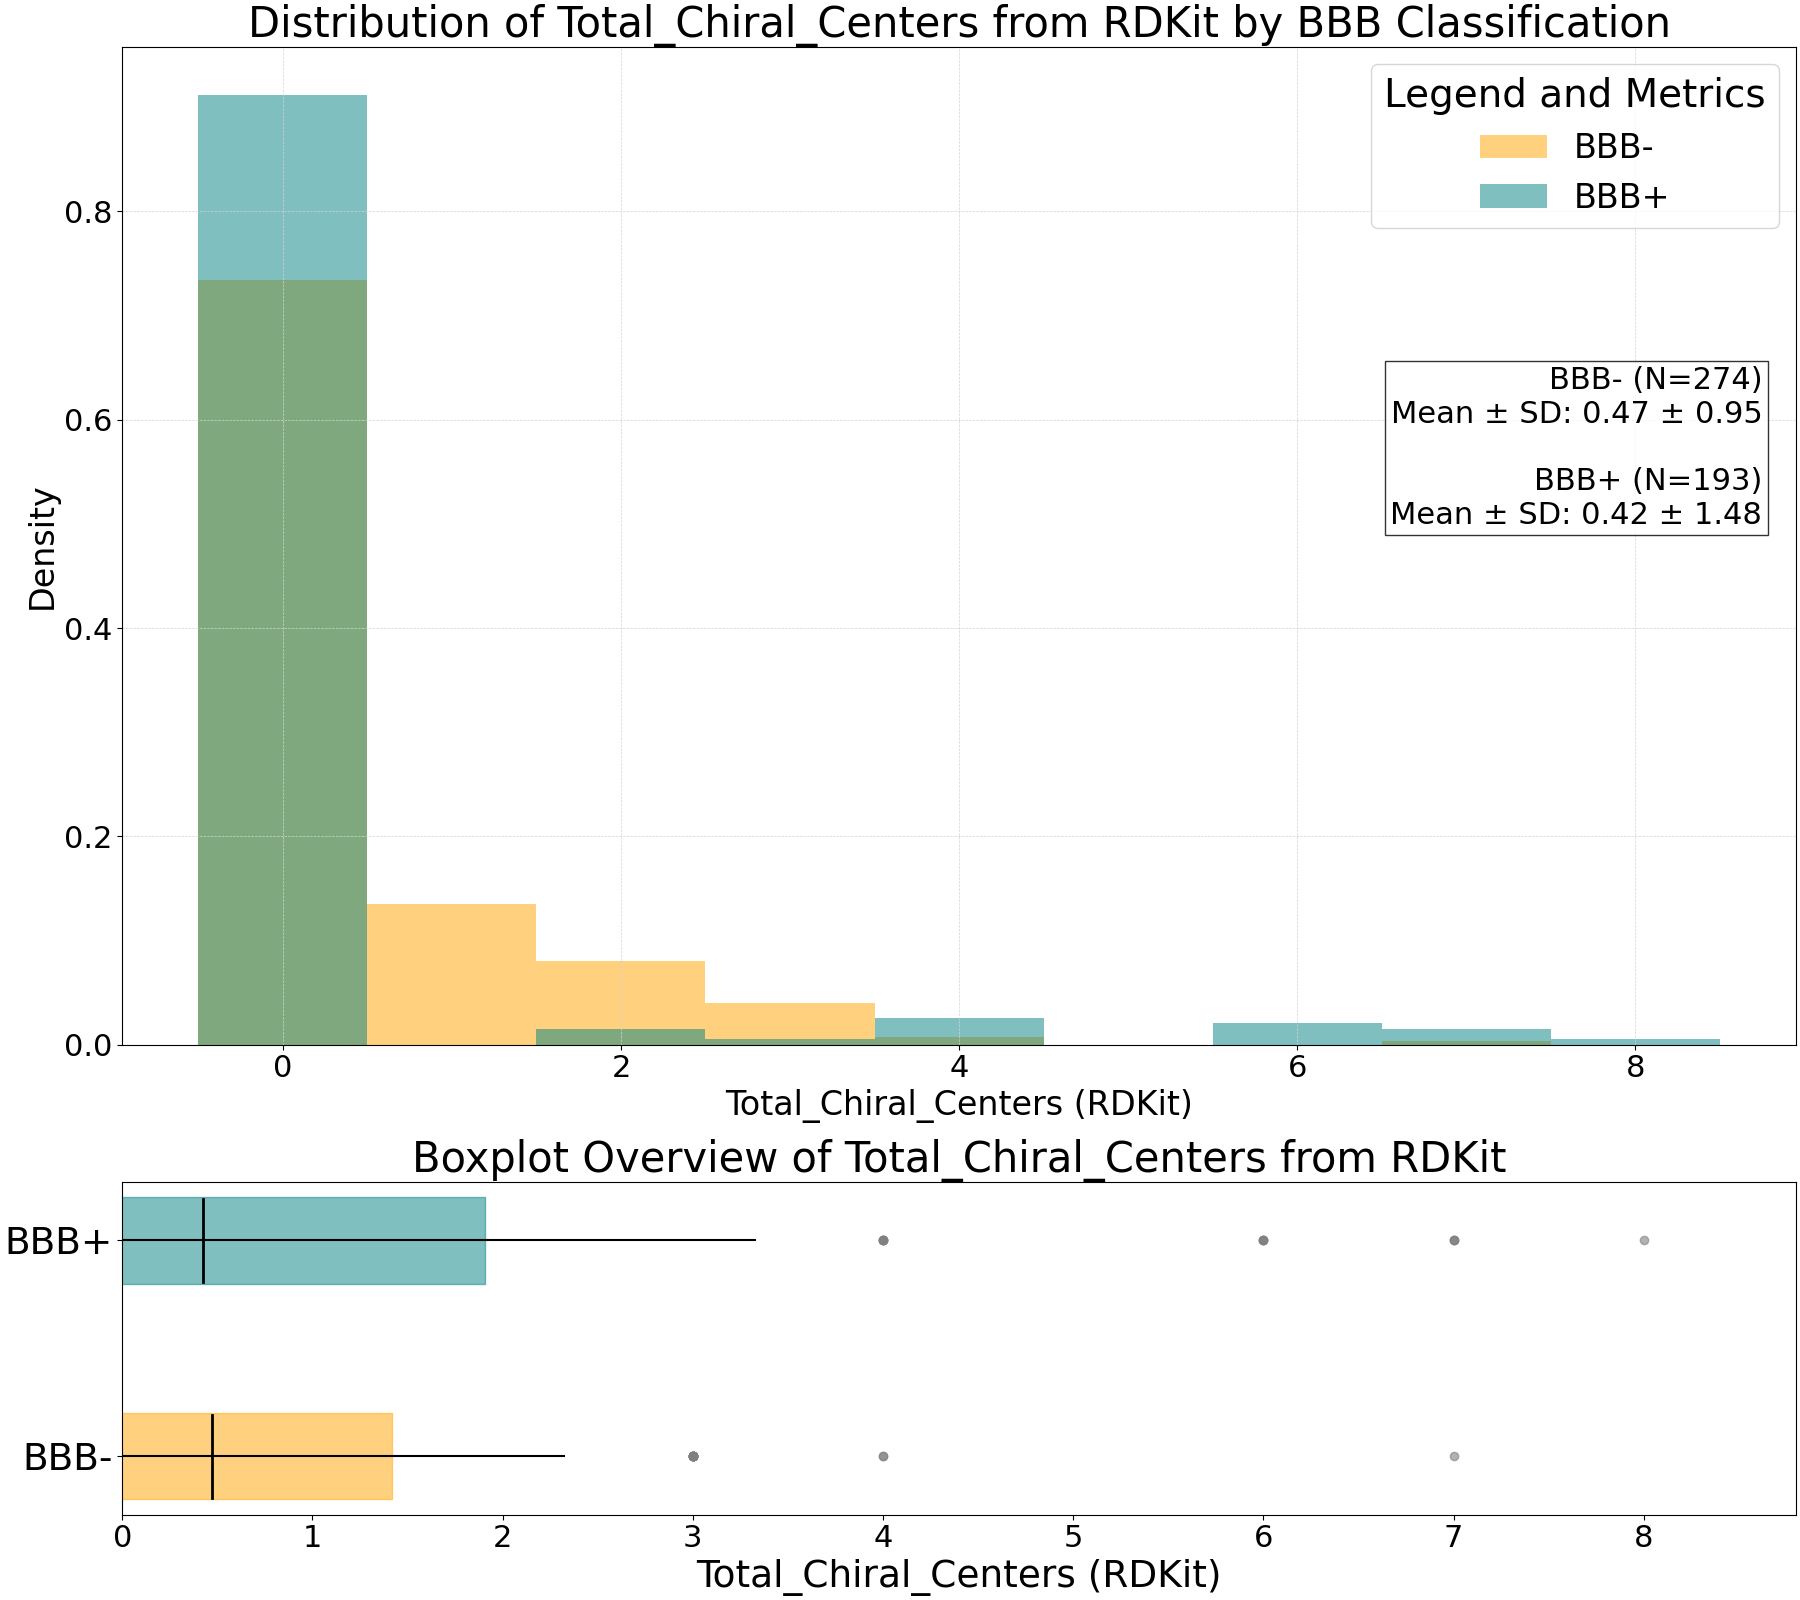 Distribution of Total_Chiral_Centers from RDKit by BBB Classification
Legend and Metrics
BBB-
BBB+
BBB- (N=274)
Mean ± SD: 0.47 ± 0.95
BBB+ (N=193)
Mean ± SD: 0.42 ± 1.48
Density
0.8
0.6
0.4
0.2
0.0
0 2 4 6 8
Total_Chiral_Centers (RDKit)
Boxplot Overview of Total_Chiral_Centers from RDKit
BBB+
BBB-
0 1 2 3 4 5 6 7 8
Total_Chiral_Centers (RDKit)